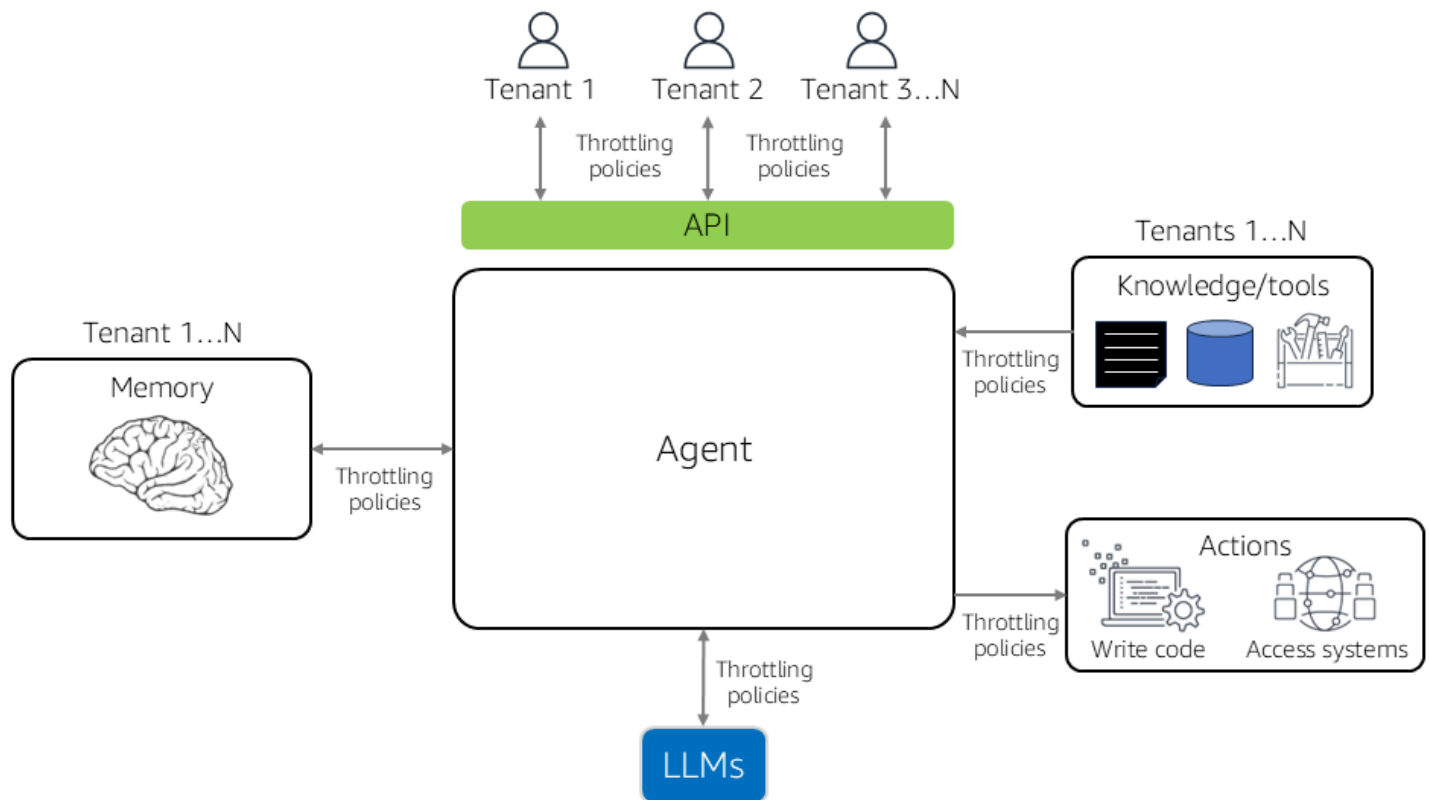 Tenant 1
Tenant 2
Tenant 3...N
Throttling
policies
Throttling
policies
API
Tenants 1...N
Knowledge/tools
Throttling
policies
Tenant 1...N
Memory
Throttling
policies
Agent
Actions
Write code
Access systems
Throttling
policies
Throttling
policies
LLMs